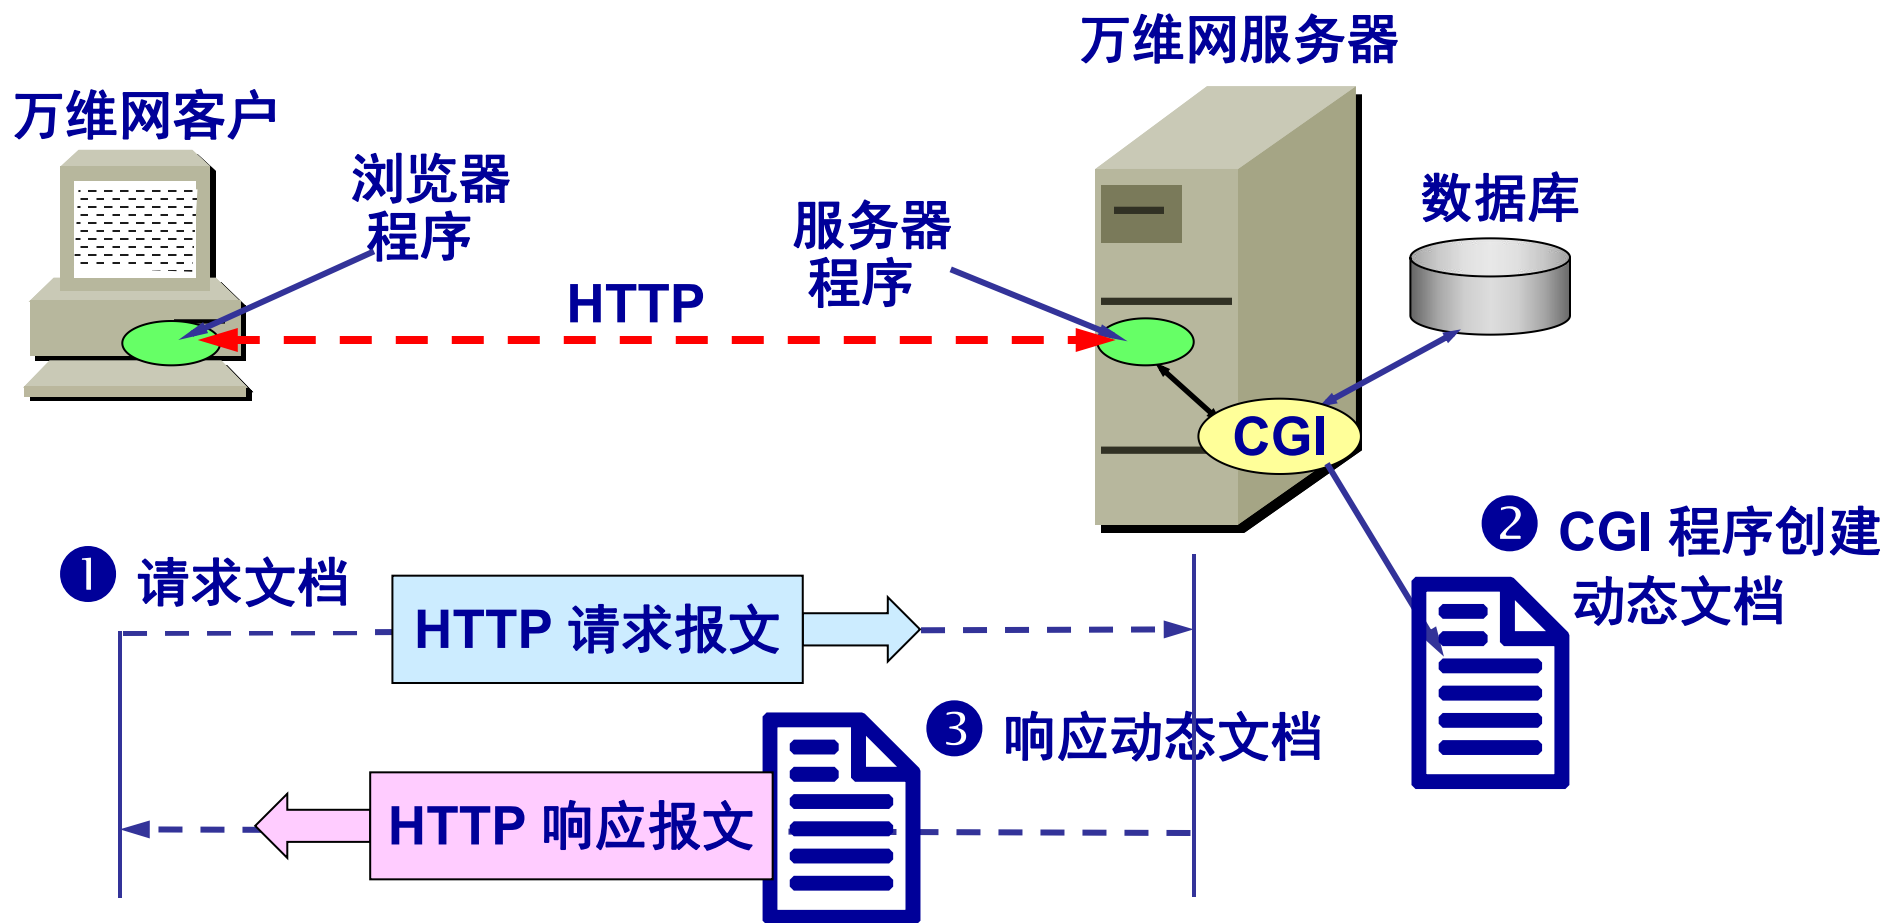 万维网服务器
万维网客户
浏览器
程序
服务器
程序
数据库
HTTP
CGI
❷ CGI 程序创建
动态文档
❶ 请求文档
HTTP 请求报文
❸ 响应动态文档
HTTP 响应报文